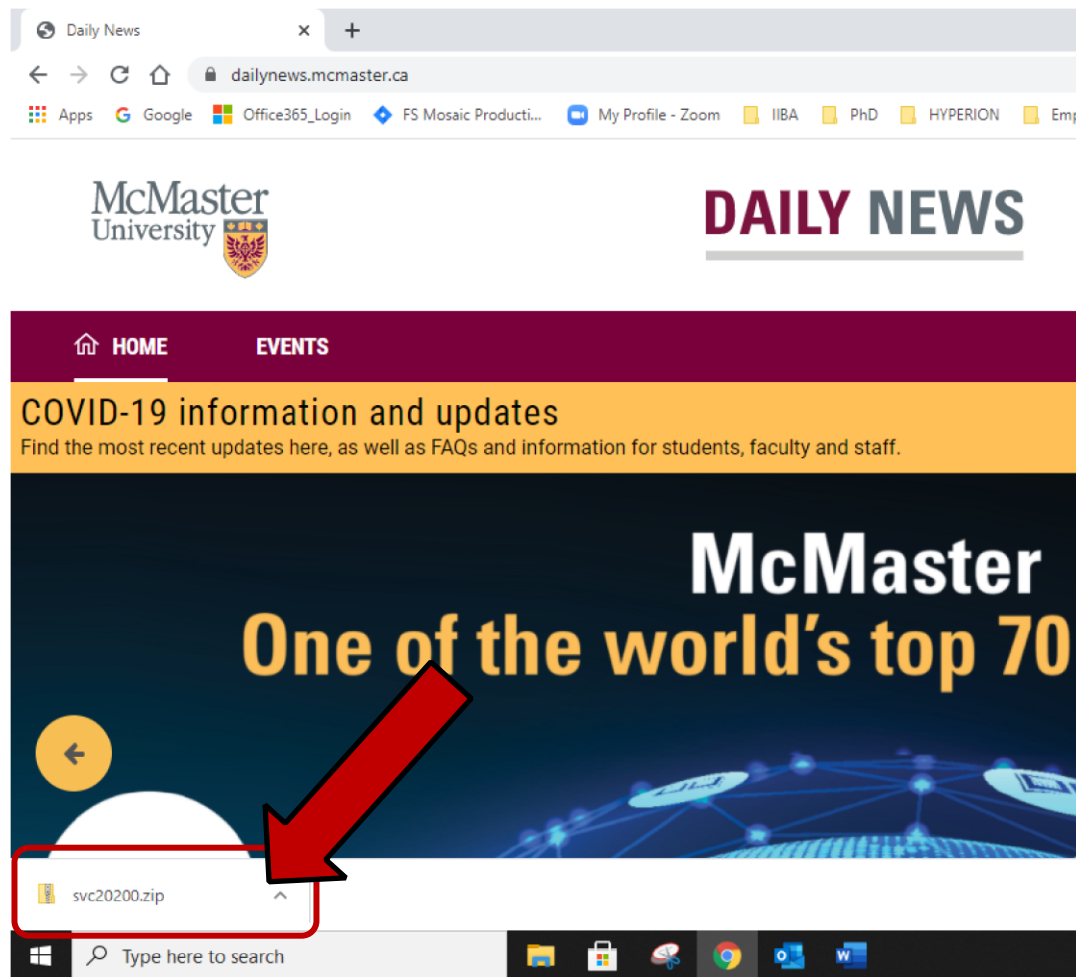 Daily News
dailynews.mcmaster.ca
Apps Google Office365_Login FS Mosaic Producti... My Profile - Zoom IIBA PhD HYPERION Emp
McMaster
University
DAILY NEWS
HOME EVENTS
COVID-19 information and updates
Find the most recent updates here, as well as FAQs and information for students, faculty and staff.
McMaster
One of the world's top 70
svc20200.zip
Type here to search